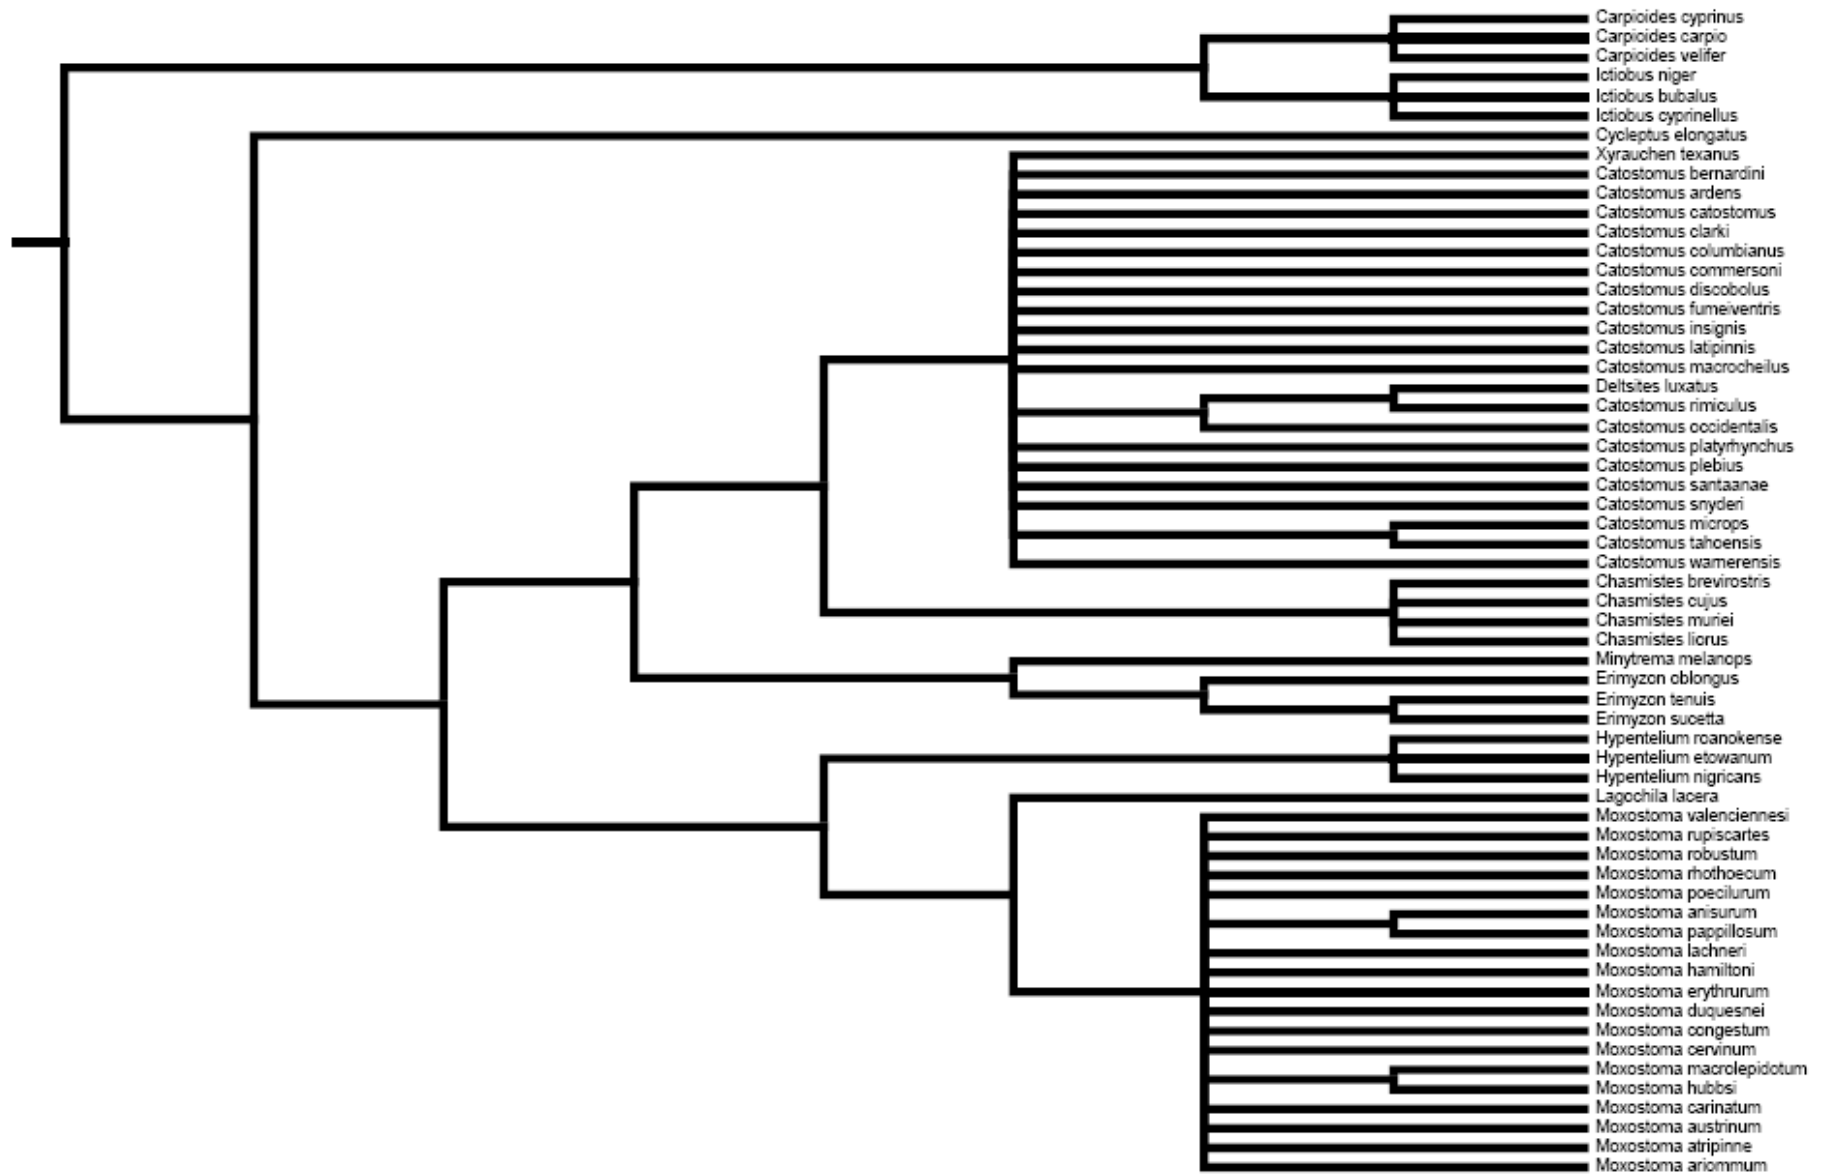 Carpioides cyprinus
Carpioides carpio
Carpioides velifer
Ictiobus niger
Ictiobus bubalus
Ictiobus cyprinellus
Cycleptus elongatus
Xyrauchen texanus
Catostomus bernardini
Catostomus ardens
Catostomus catostomus
Catostomus clarki
Catostomus columbianus
Catostomus commersoni
Catostomus discobolus
Catostomus fumeiventris
Catostomus insignis
Catostomus latipinnis
Catostomus macrocheilus
Deltsites luxatus
Catostomus rimiculus
Catostomus occidentalis
Catostomus platyrhynchus
Catostomus plebius
Catostomus santaanae
Catostomus snyderi
Catostomus microps
Catostomus tahoensis
Catostomus warnerensis
Chasmistes brevirostris
Chasmistes cujus
Chasmistes muriei
Chasmistes liorus
Minytrema melanops
Erimyzon oblongus
Erimyzon tenuis
Erimyzon sucetta
Hypentelium roanokense
Hypentelium etowanum
Hypentelium nigricans
Lagochila lacera
Moxostoma valenciennesi
Moxostoma rupiscartes
Moxostoma robustum
Moxostoma rhothoecum
Moxostoma poecilurum
Moxostoma anisurum
Moxostoma pappillosum
Moxostoma lachneri
Moxostoma hamiltoni
Moxostoma erythrurum
Moxostoma duquesnei
Moxostoma congestum
Moxostoma cervinum
Moxostoma macrolepidotum
Moxostoma hubbsi
Moxostoma carinatum
Moxostoma austrinum
Moxostoma atripinne
Moxostoma ariommum